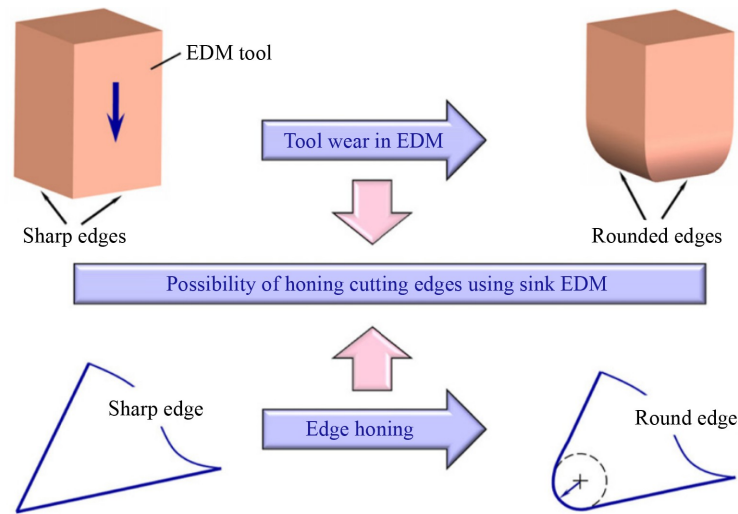 EDM tool
Tool wear in EDM
Sharp edges
Rounded edges
Possibility of honing cutting edges using sink EDM
Sharp edge
Edge honing
Round edge